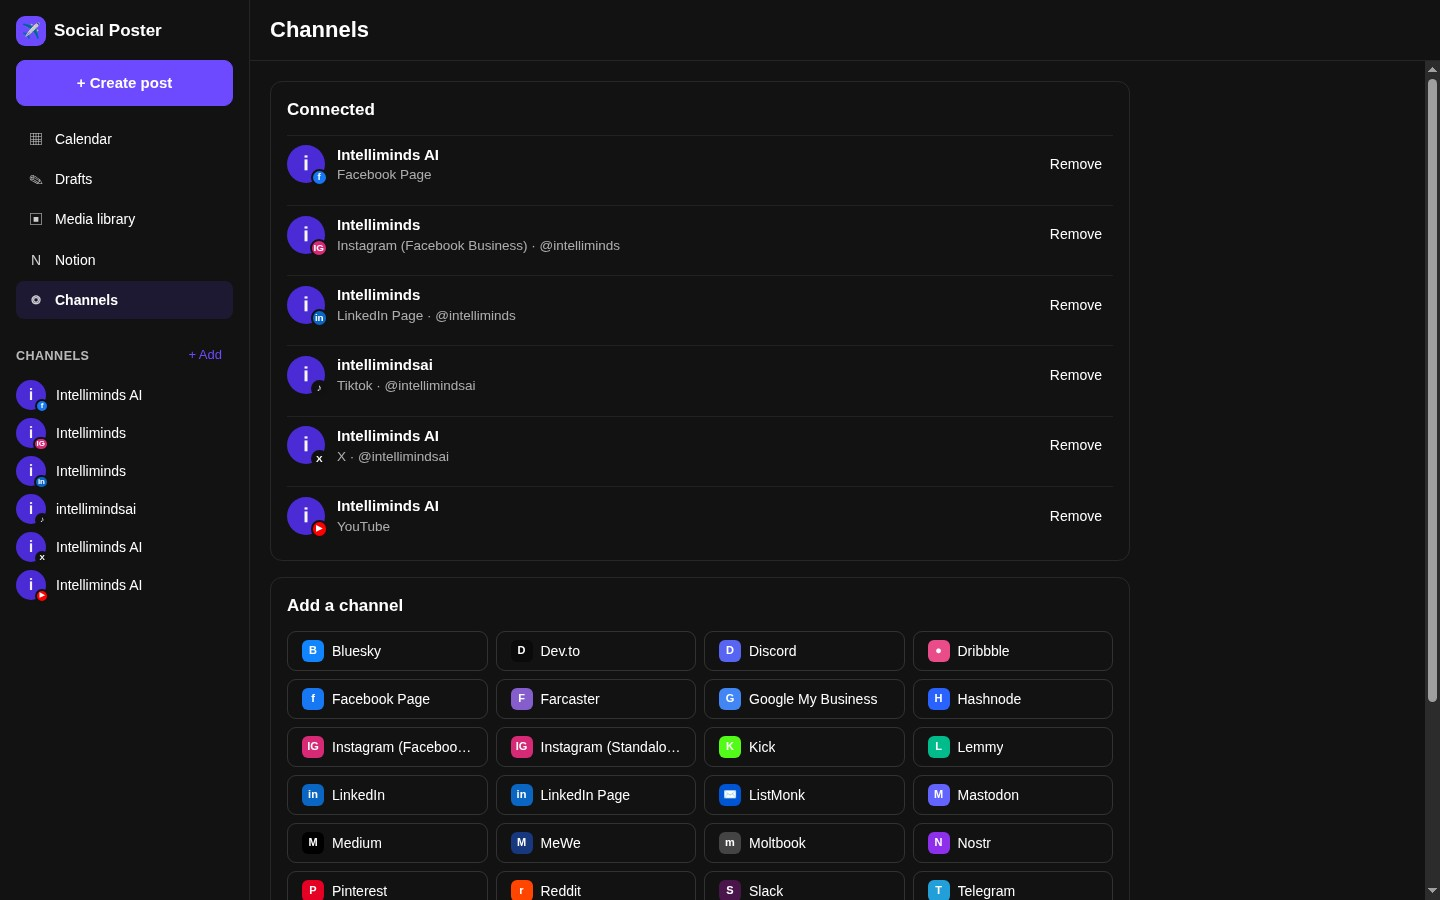 Social Poster
+ Create post
Calendar
Drafts
Media library
N Notion
Channels
CHANNELS
+ Add
i f Intelliminds AI
i IG Intelliminds
i in Intelliminds
i ♪ intellimindsai
i X Intelliminds AI
i ▶ Intelliminds AI
Channels
Connected
i f Intelliminds AI
Facebook Page
Remove
i IG Intelliminds
Instagram (Facebook Business) · @intelliminds
Remove
i in Intelliminds
LinkedIn Page · @intelliminds
Remove
i ♪ intellimindsai
Tiktok · @intellimindsai
Remove
i X Intelliminds AI
X · @intellimindsai
Remove
i ▶ Intelliminds AI
YouTube
Remove
Add a channel
B Bluesky
D Dev.to
D Discord
Dribbble
f Facebook Page
F Farcaster
G Google My Business
H Hashnode
IG Instagram (Faceboo…
IG Instagram (Standalo…
K Kick
L Lemmy
in LinkedIn
in LinkedIn Page
ListMonk
M Mastodon
M Medium
M MeWe
m Moltbook
N Nostr
P Pinterest
r Reddit
S Slack
T Telegram